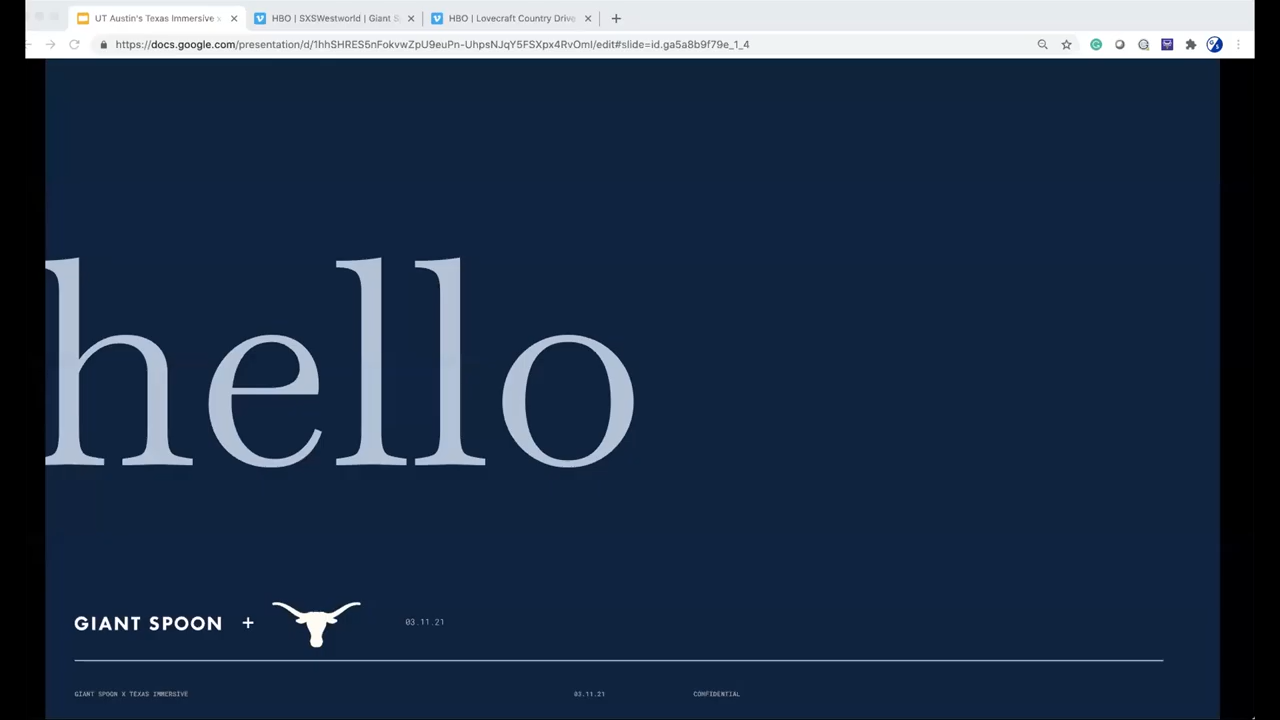 UT Austin's Texas Immersive x
HBO | SXSWestworld | Giant S
HBO | Lovecraft Country Drive
https://docs.google.com/presentation/d/1hhSHRES5nFokvwZpU9euPn-UhpsNJqY5FSXpx4RvOmI/edit#slide=id.ga5a8b9f79e_1_4
hello
GIANT SPOON + 03.11.21
GIANT SPOON X TEXAS IMMERSIVE 03.11.21 CONFIDENTIAL